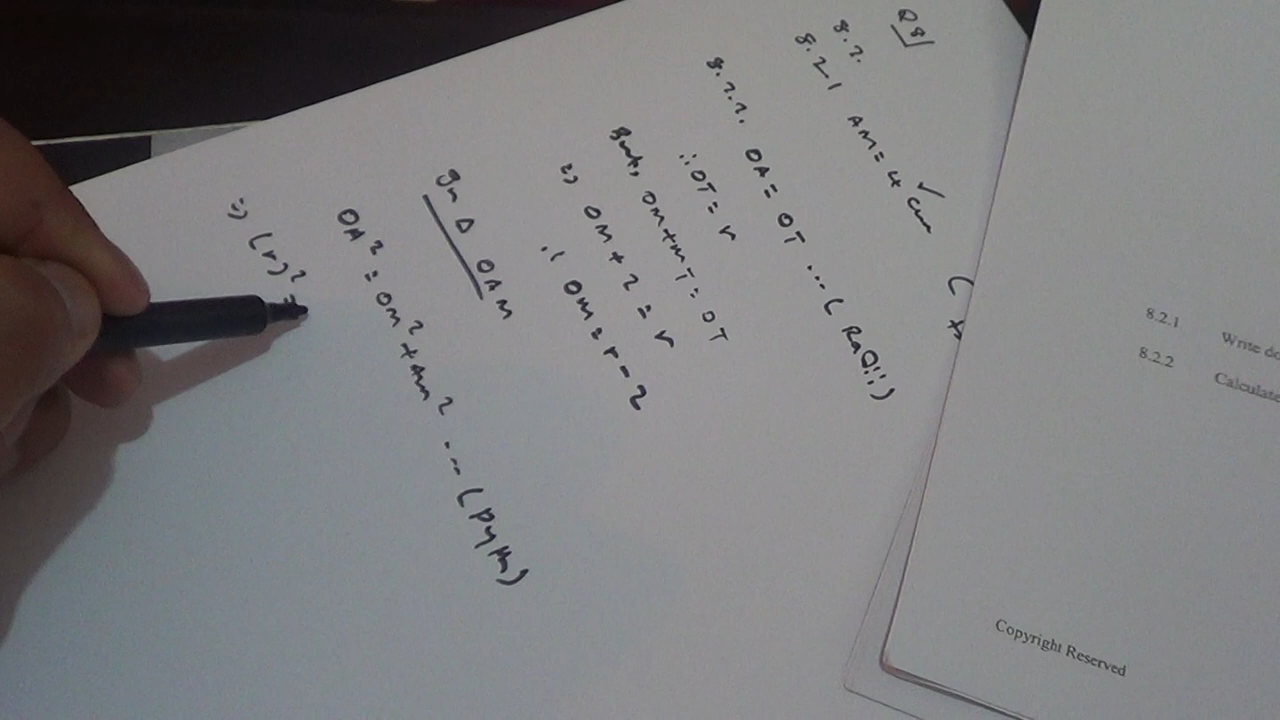 Q8
8.2.
8.2.1 AM = 4 cm ✓
8.2.2. OA = OT ... ( Radii)
∴ OT = r
But, OM + MT = OT
=> OM + 2 = r
∴ OM = r - 2
In Δ OAM
OA² = OM² + AM² ... (Pyth)
=> (r)² =
8.2.1 Write
8.2.2 Calculate
Copyright Reserved